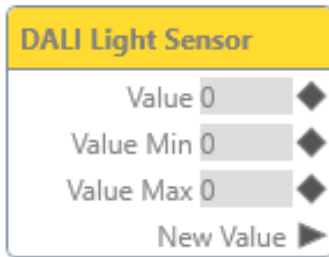 DALI Light Sensor
Value 0
Value Min 0
Value Max 0
New Value